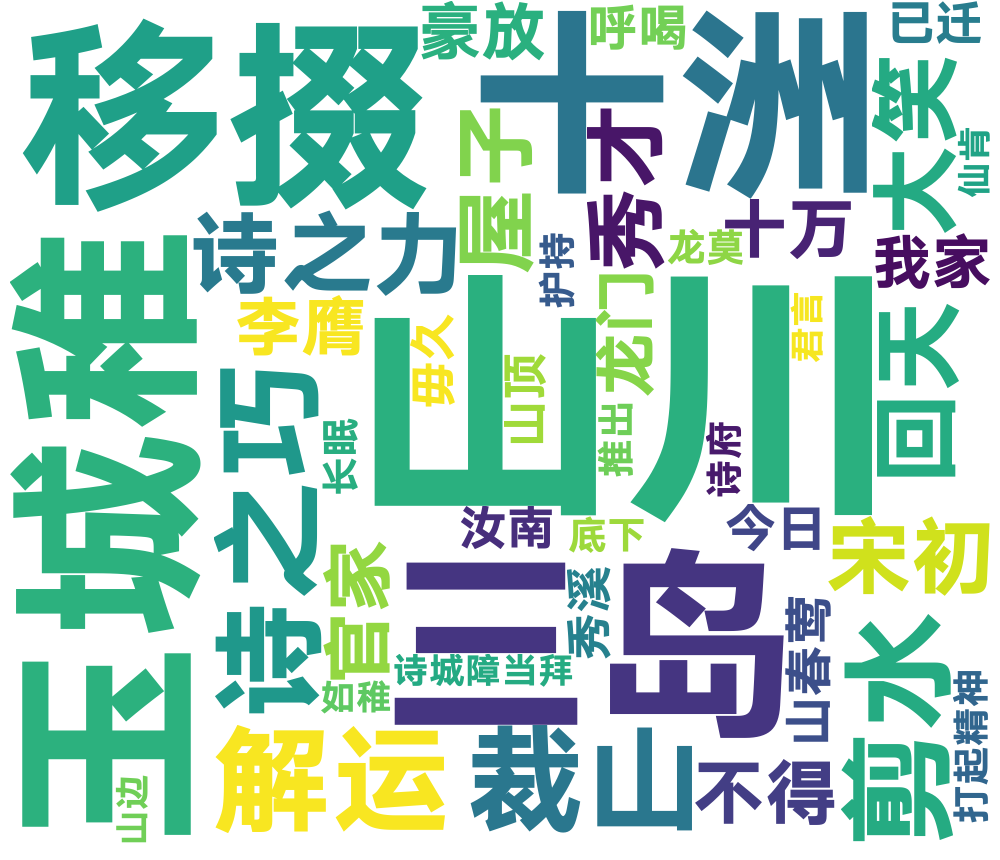 移掇
豪放
十洲
呼喝
已迁
大笑
仙肯
屋子
秀才
诗之力
护持
龙莫
十万
我家
玉城稚
李膺
毋久
山川
山顶
龙门
君言
回天
诗之巧
长眠
推出
诗府
汝南
底下
今日
宋初
官家
三岛
秀溪
诗城障当拜
如稚
山春莺
剪水
打起精神
山边
解运
裁山
不得